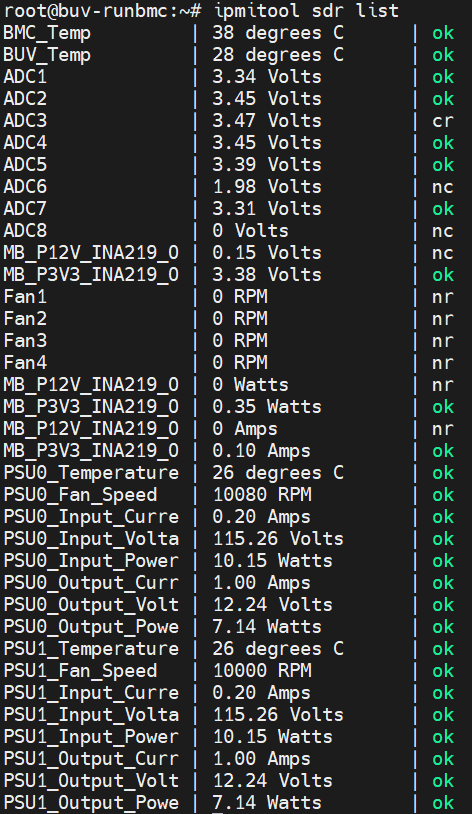 root@buv-runbmc:~# ipmitool sdr list
BMC_Temp         | 38 degrees C      | ok
BUV_Temp         | 28 degrees C      | ok
ADC1             | 3.34 Volts        | ok
ADC2             | 3.45 Volts        | ok
ADC3             | 3.47 Volts        | cr
ADC4             | 3.45 Volts        | ok
ADC5             | 3.39 Volts        | ok
ADC6             | 1.98 Volts        | nc
ADC7             | 3.31 Volts        | ok
ADC8             | 0 Volts           | nc
MB_P12V_INA219_O | 0.15 Volts        | nc
MB_P3V3_INA219_O | 3.38 Volts        | ok
Fan1             | 0 RPM             | nr
Fan2             | 0 RPM             | nr
Fan3             | 0 RPM             | nr
Fan4             | 0 RPM             | nr
MB_P12V_INA219_O | 0 Watts           | nr
MB_P3V3_INA219_O | 0.35 Watts        | ok
MB_P12V_INA219_O | 0 Amps            | nr
MB_P3V3_INA219_O | 0.10 Amps         | ok
PSU0_Temperature | 26 degrees C      | ok
PSU0_Fan_Speed   | 10080 RPM         | ok
PSU0_Input_Curre | 0.20 Amps         | ok
PSU0_Input_Volta | 115.26 Volts      | ok
PSU0_Input_Power | 10.15 Watts       | ok
PSU0_Output_Curr | 1.00 Amps         | ok
PSU0_Output_Volt | 12.24 Volts       | ok
PSU0_Output_Powe | 7.14 Watts        | ok
PSU1_Temperature | 26 degrees C      | ok
PSU1_Fan_Speed   | 10000 RPM         | ok
PSU1_Input_Curre | 0.20 Amps         | ok
PSU1_Input_Volta | 115.26 Volts      | ok
PSU1_Input_Power | 10.15 Watts       | ok
PSU1_Output_Curr | 1.00 Amps         | ok
PSU1_Output_Volt | 12.24 Volts       | ok
PSU1_Output_Powe | 7.14 Watts        | ok